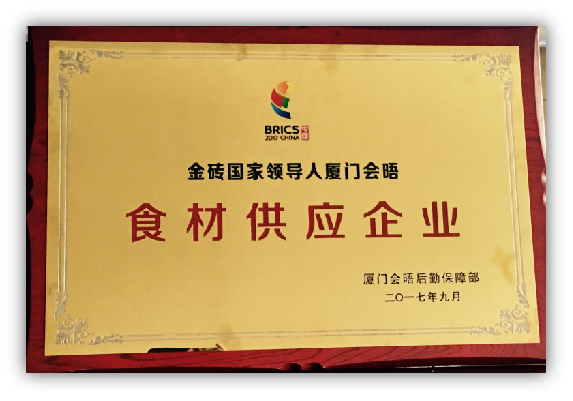 BRICS
2017 CHINA
金砖国家领导人厦门会晤
食材供应企业
厦门会晤后勤保障部
二〇一七年九月